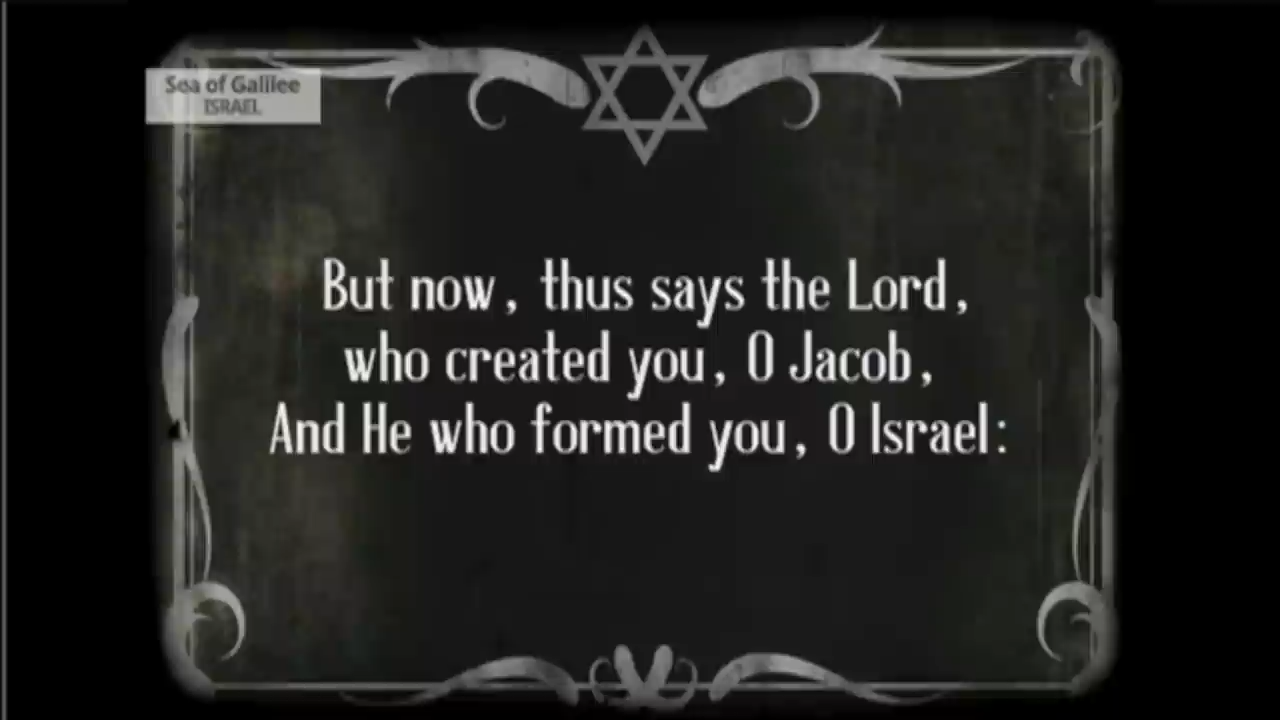 Sea of Galilee
ISRAEL
But now, thus says the Lord,
who created you, O Jacob,
And He who formed you, O Israel: